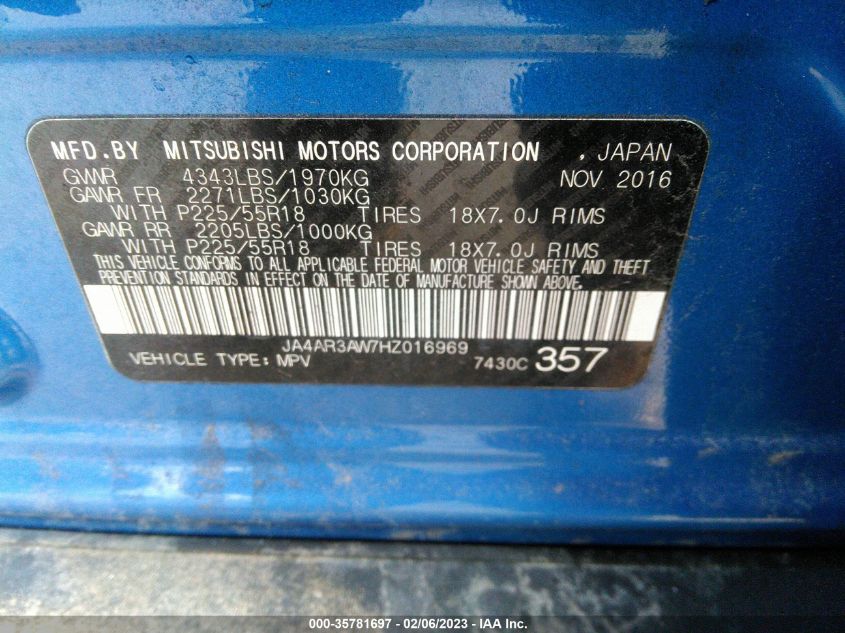 MFD.BY MITSUBISHI MOTORS CORPORATION , JAPAN
GVWR 4343LBS/1970KG NOV 2016
GAWR FR 2271LBS/1030KG
WITH P225/55R18 TIRES 18X7.0J RIMS
GAWR RR 2205LBS/1000KG
WITH P225/55R18 TIRES 18X7.0J RIMS
THIS VEHICLE CONFORMS TO ALL APPLICABLE FEDERAL MOTOR VEHICLE SAFETY AND THEFT
PREVENTION STANDARDS IN EFFECT ON THE DATE OF MANUFACTURE SHOWN ABOVE.
JA4AR3AW7HZ016969
VEHICLE TYPE: MPV 7430C 357
000-35781697 - 02/06/2023 - IAA Inc.